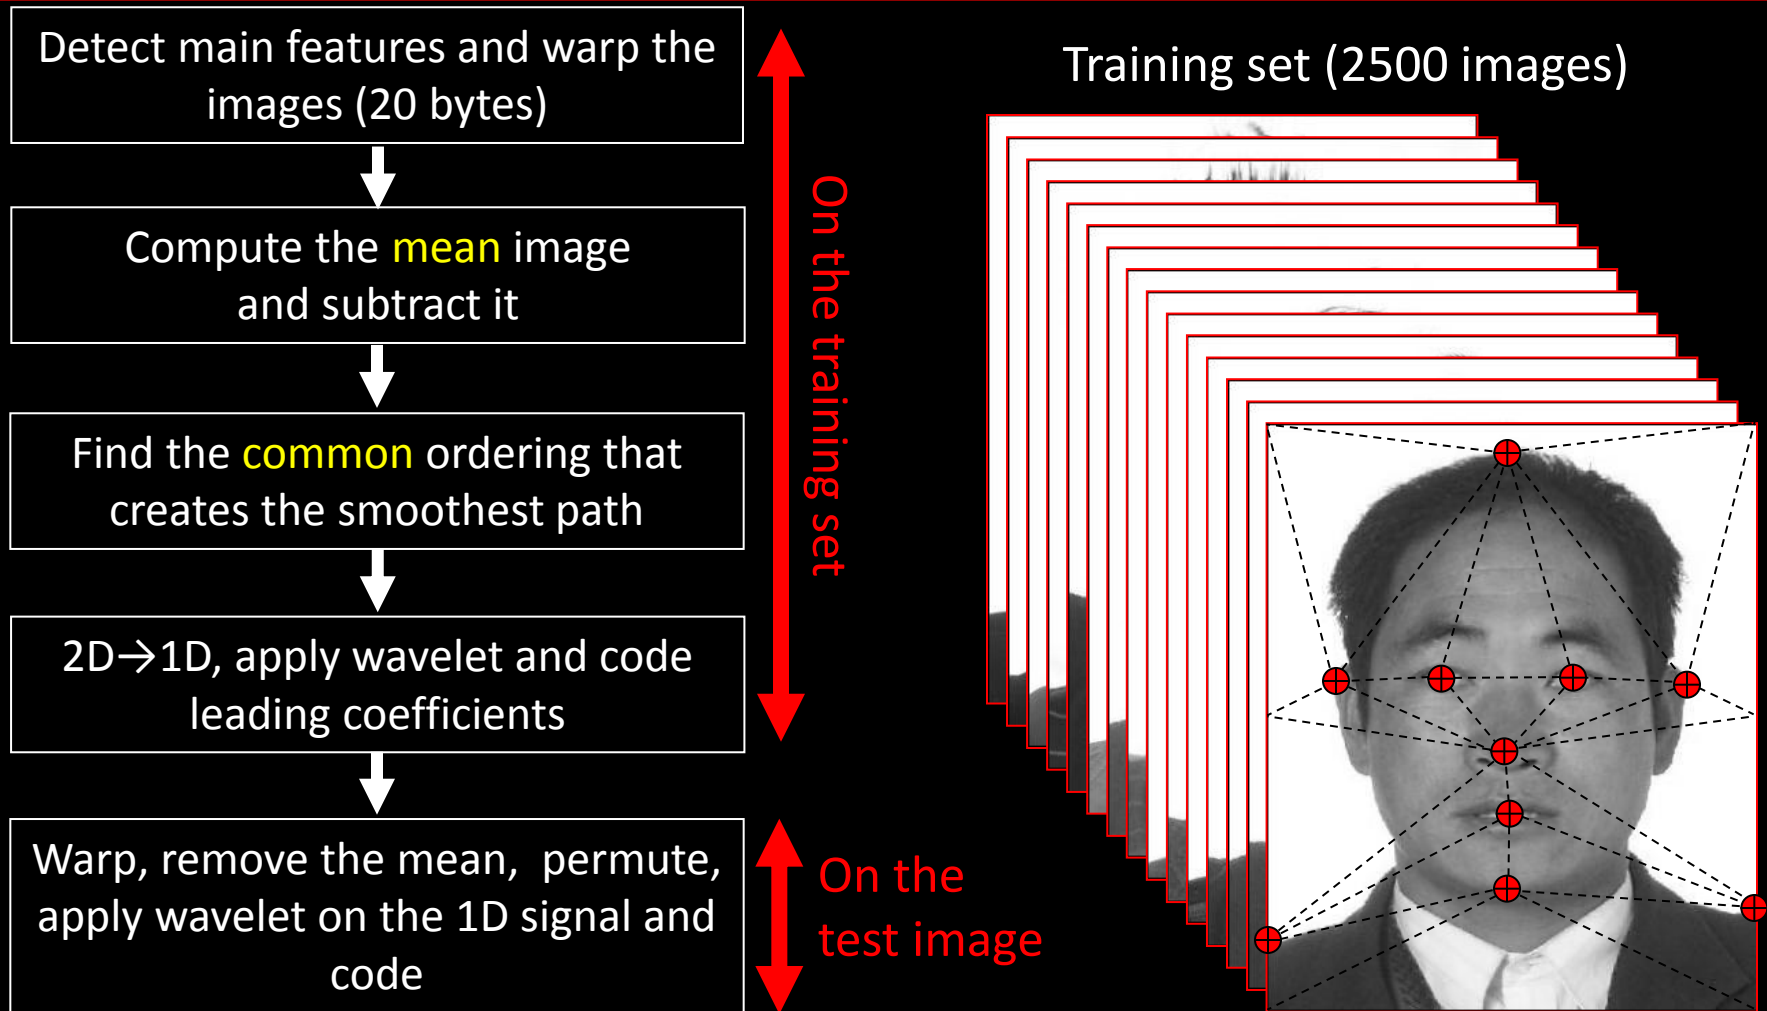 Detect main features and warp the
images (20 bytes)
Compute the mean image
and subtract it
Find the common ordering that
creates the smoothest path
2D→1D, apply wavelet and code
leading coefficients
Warp, remove the mean, permute,
apply wavelet on the 1D signal and
code
On the training set
On the
test image
Training set (2500 images)